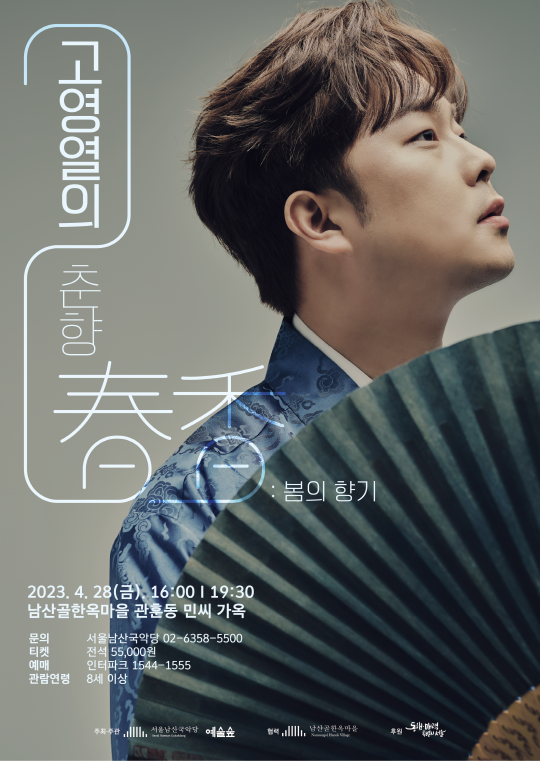 고영열의
춘향
春香
: 봄의 향기
2023. 4. 28(금). 16:00 I 19:30
남산골한옥마을 관훈동 민씨 가옥
문의 서울남산국악당 02-6358-5500
티켓 전석 55,000원
예매 인터파크 1544-1555
관람연령 8세 이상
주최·주관 서울남산국악당 예술숲 협력 남산골한옥마을 후원